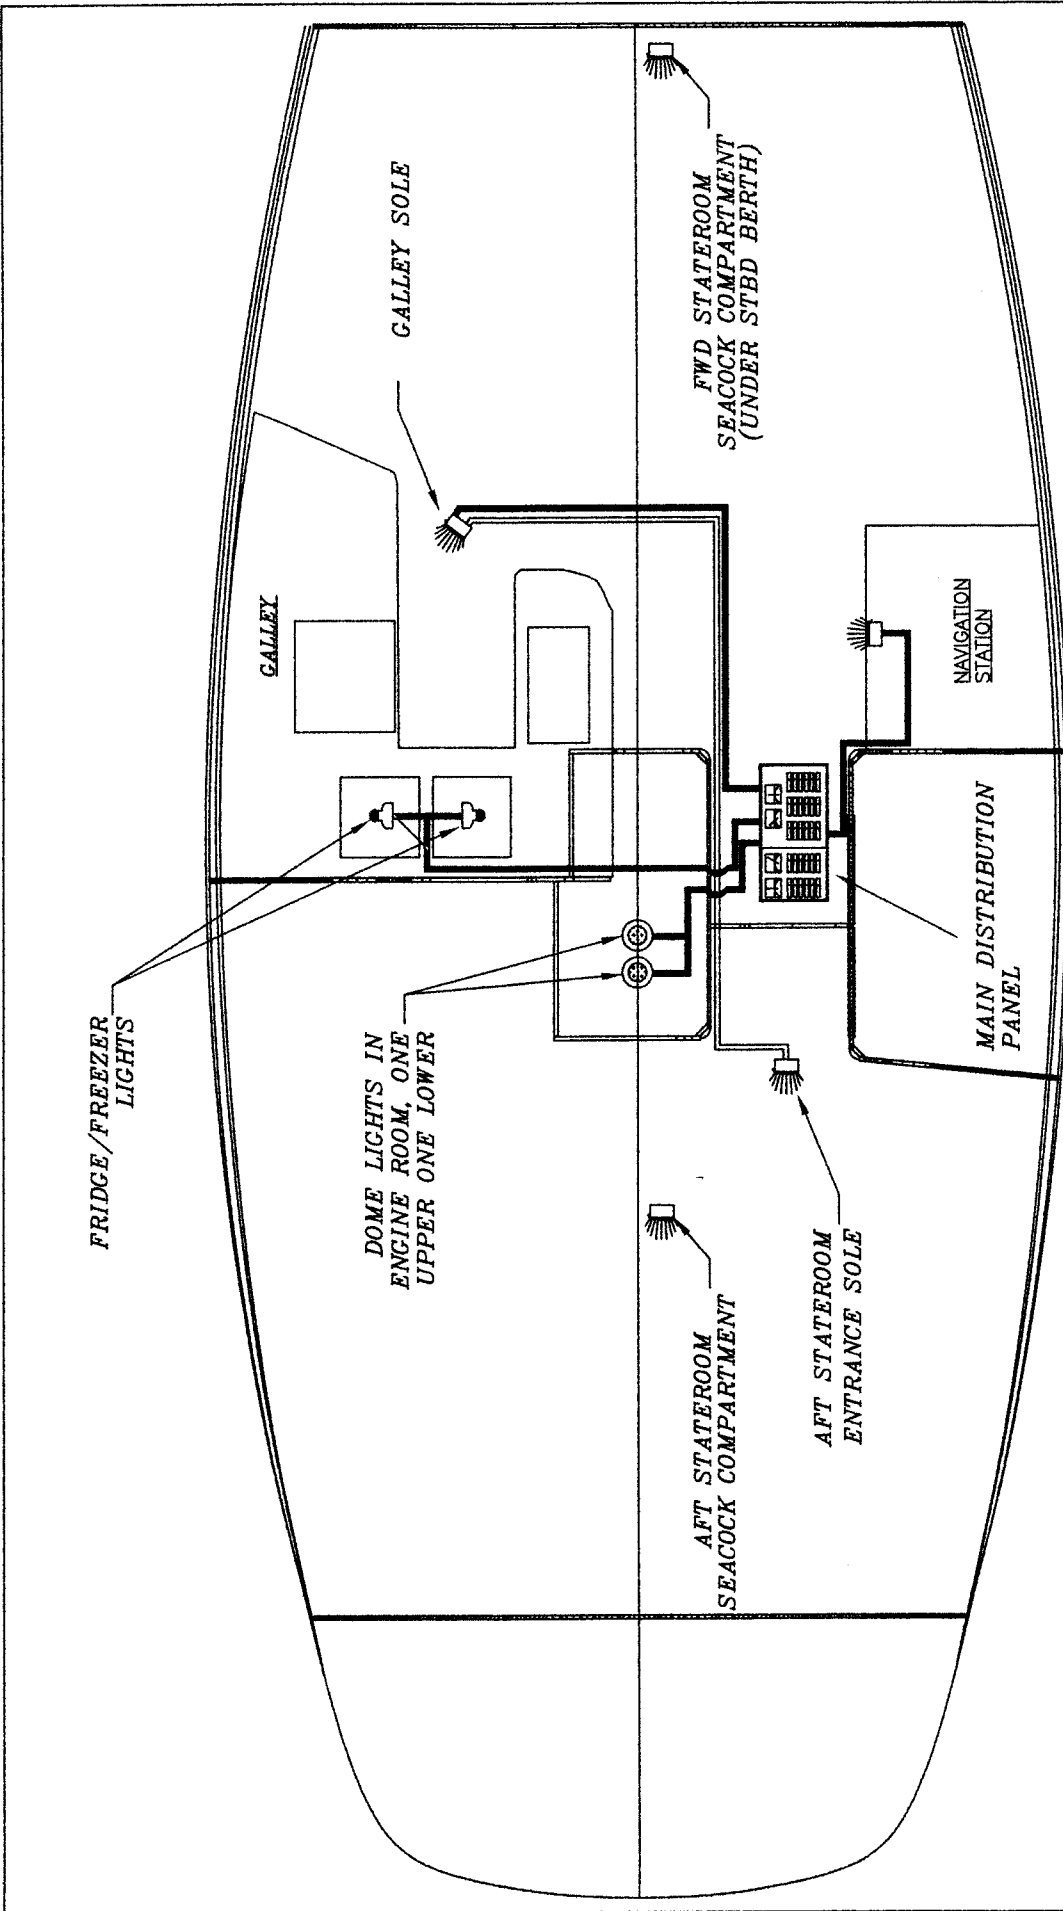 FRIDGE/FREEZER
LIGHTS
DOME LIGHTS IN
ENGINE ROOM, ONE
UPPER ONE LOWER
AFT STATEROOM
SEACOCK COMPARTMENT
AFT STATEROOM
ENTRANCE SOLE
MAIN DISTRIBUTION
PANEL
GALLEY
NAVIGATION
STATION
GALLEY SOLE
FWD STATEROOM
SEACOCK COMPARTMENT
(UNDER STBD BERTH)